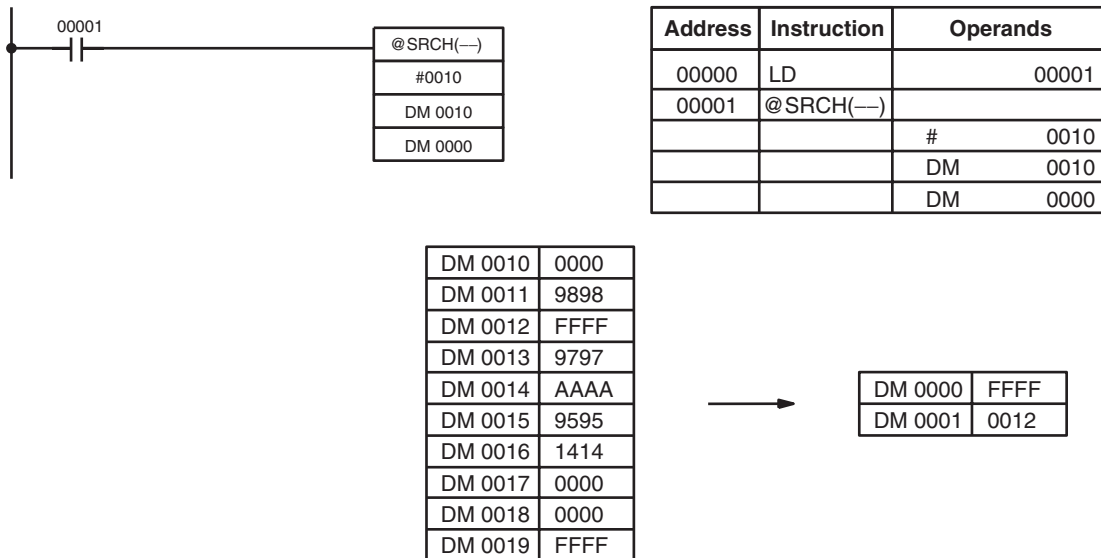 00001
@SRCH(––)
#0010
DM 0010
DM 0000
Address Instruction Operands
00000 LD 00001
00001 @SRCH(––)
# 0010
DM 0010
DM 0000
DM 0010 0000
DM 0011 9898
DM 0012 FFFF
DM 0013 9797
DM 0014 AAAA
DM 0015 9595
DM 0016 1414
DM 0017 0000
DM 0018 0000
DM 0019 FFFF
DM 0000 FFFF
DM 0001 0012